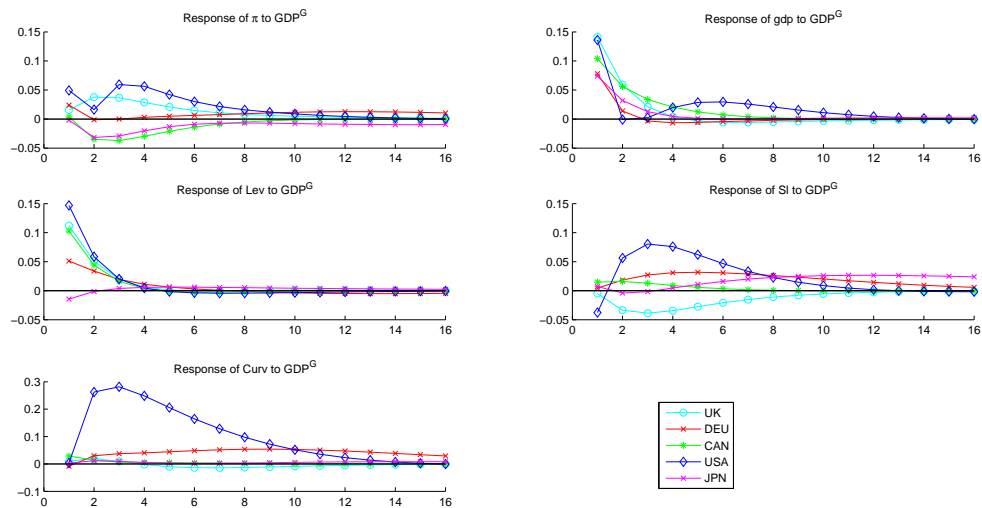 Response of π to GDP^G
0.15
0.1
0.05
0
−0.05
0 2 4 6 8 10 12 14 16
Response of gdp to GDP^G
0.15
0.1
0.05
0
−0.05
0 2 4 6 8 10 12 14 16
Response of Lev to GDP^G
0.15
0.1
0.05
0
−0.05
0 2 4 6 8 10 12 14 16
Response of Sl to GDP^G
0.15
0.1
0.05
0
−0.05
0 2 4 6 8 10 12 14 16
Response of Curv to GDP^G
0.3
0.2
0.1
0
−0.1
0 2 4 6 8 10 12 14 16
UK
DEU
CAN
USA
JPN